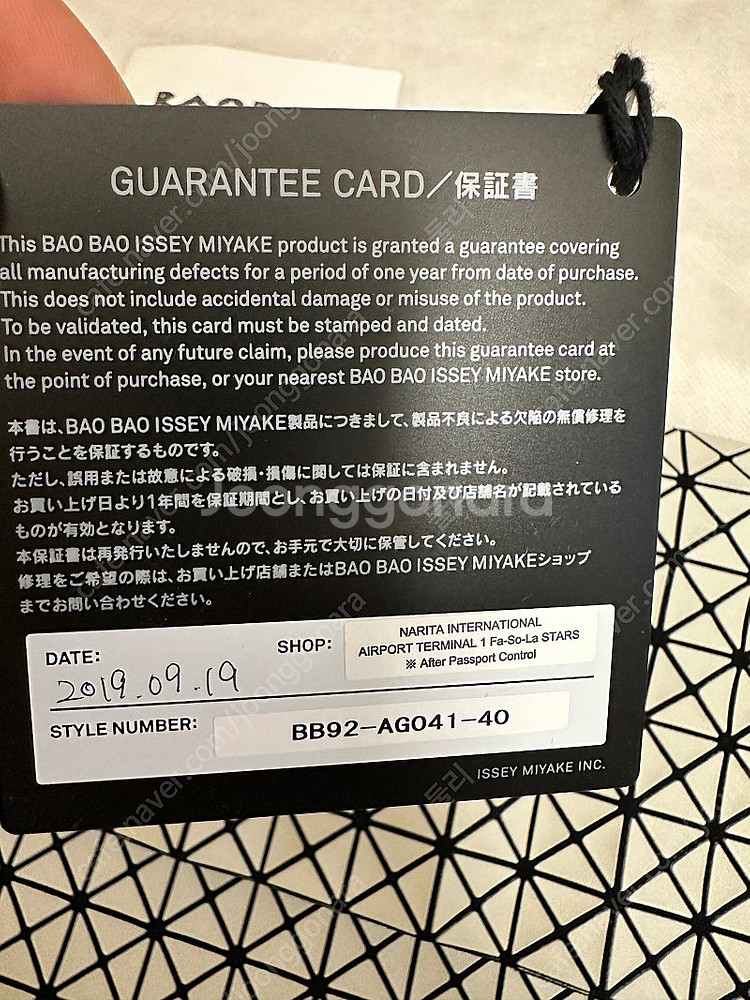 GUARANTEE CARD/保証書
This BAO BAO ISSEY MIYAKE product is granted a guarantee covering
all manufacturing defects for a period of one year from date of purchase.
This does not include accidental damage or misuse of the product.
To be validated, this card must be stamped and dated.
In the event of any future claim, please produce this guarantee card at
the point of purchase, or your nearest BAO BAO ISSEY MIYAKE store.
本書は、BAO BAO ISSEY MIYAKE製品につきまして、製品不良による欠陥の無償修理を
行うことを保証するものです。
ただし、誤用または故意による破損・損傷に関しては保証に含まれません。
お買い上げ日より1年間を保証期間とし、お買い上げの日付及び店舗名が記載されている
ものが有効となります。
本保証書は再発行いたしませんので、お手元で大切に保管してください。
修理をご希望の際は、お買い上げ店舗またはBAO BAO ISSEY MIYAKEショップ
までお問い合わせください。
Joonggonara
DATE: 2019.09.19
SHOP: NARITA INTERNATIONAL
AIRPORT TERMINAL 1 Fa-So-La STARS
※ After Passport Control
STYLE NUMBER: BB92-AG041-40
ISSEY MIYAKE INC.